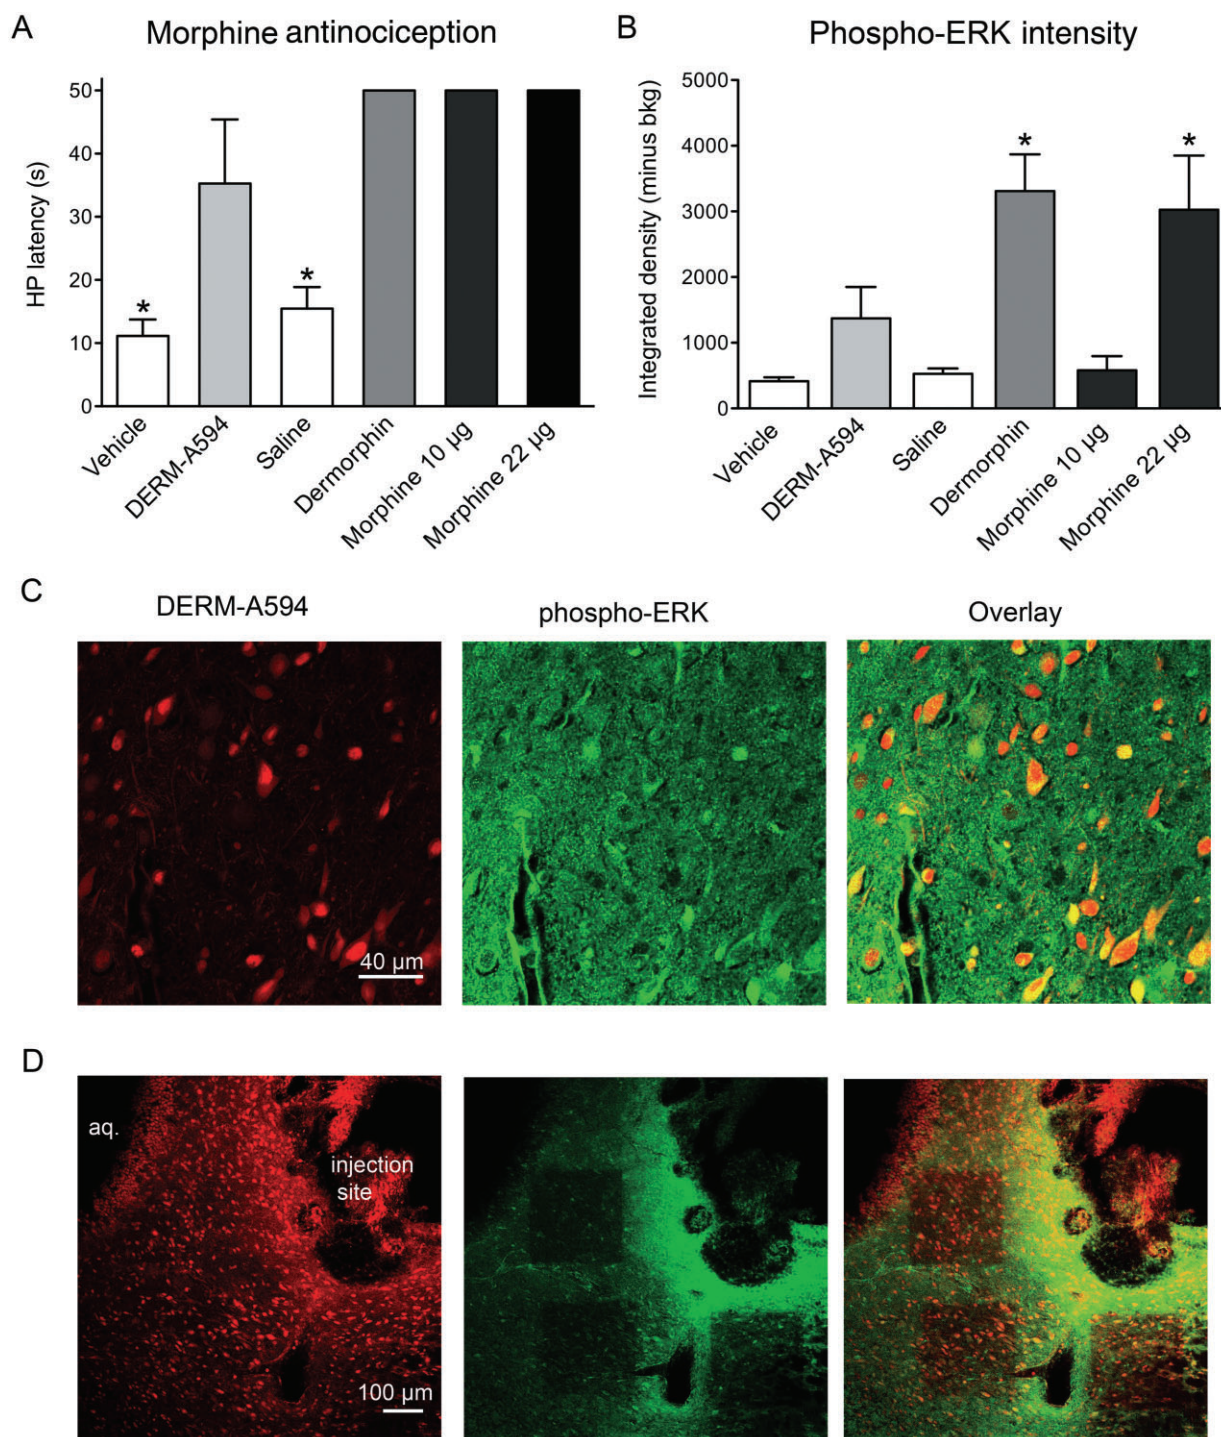 A
Morphine antinociception
HP latency (s)
50
40
30
20
10
0
*
*
Vehicle
DERM-A594
Saline
Dermorphin
Morphine 10 µg
Morphine 22 µg
B
Phospho-ERK intensity
Integrated density (minus bkg)
5000
4000
3000
2000
1000
0
*
*
Vehicle
DERM-A594
Saline
Dermorphin
Morphine 10 µg
Morphine 22 µg
C
DERM-A594
phospho-ERK
Overlay
40 µm
D
aq.
injection
site
100 µm